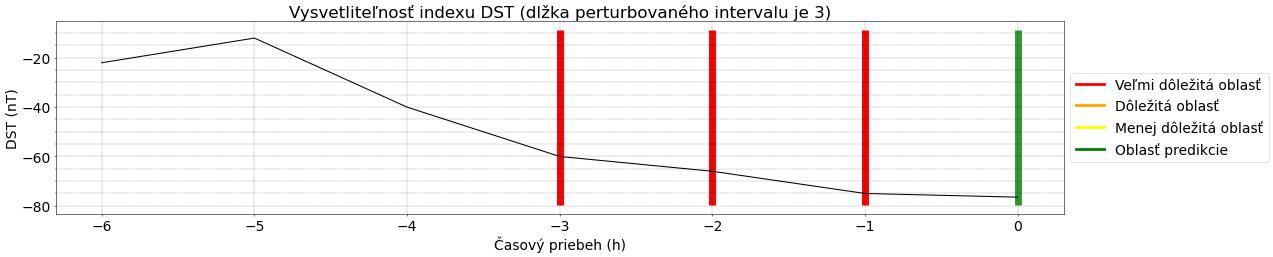 Vysvetliteľnosť indexu DST (dlžka perturbovaného intervalu je 3)
DST (nT)
−20
−40
−60
−80
−6 −5 −4 −3 −2 −1 0
Časový priebeh (h)
Veľmi dôležitá oblasť
Dôležitá oblasť
Menej dôležitá oblasť
Oblasť predikcie